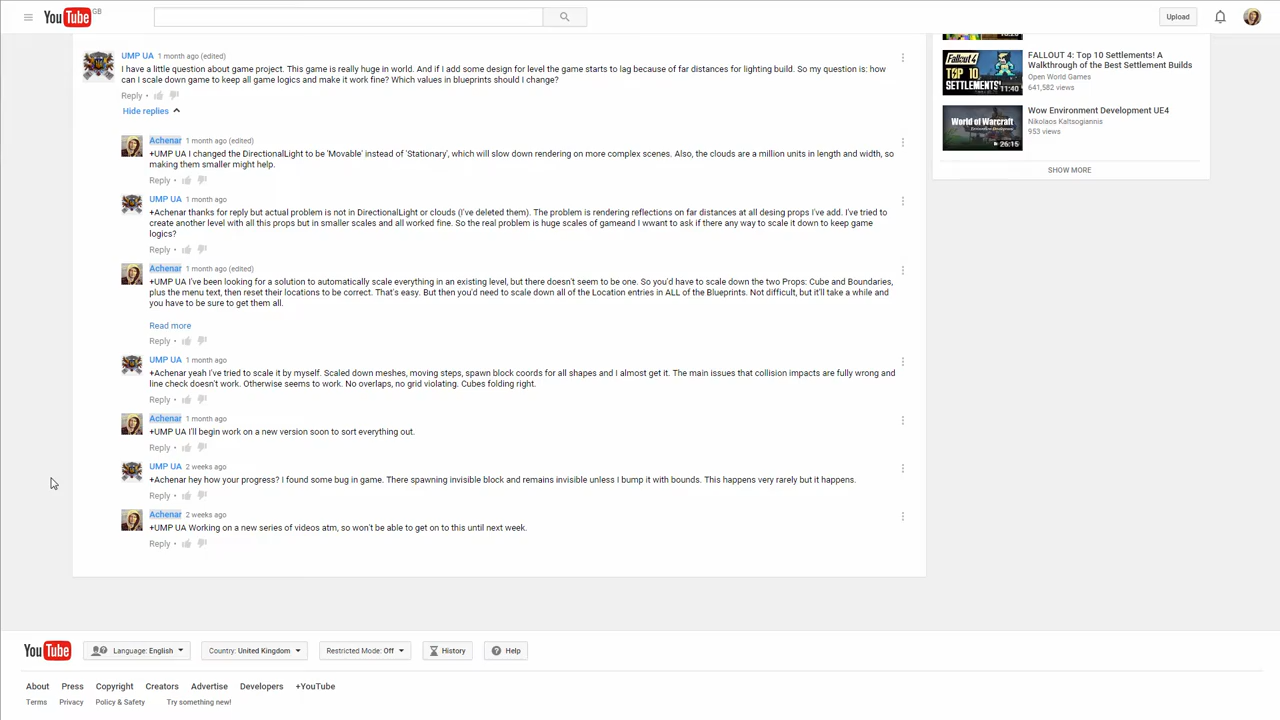 YouTube GB
Upload
UMP UA 1 month ago (edited)
I have a little question about game project. This game is really huge in world. And if I add some design for level the game starts to lag because of far distances for lighting build. So my question is: how
can I scale down game to keep all game logics and make it work fine? Which values in blueprints should I change?
Reply •
Hide replies
Achenar 1 month ago (edited)
+UMP UA I changed the DirectionalLight to be 'Movable' instead of 'Stationary', which will slow down rendering on more complex scenes. Also, the clouds are a million units in length and width, so
making them smaller might help.
Reply •
UMP UA 1 month ago
+Achenar thanks for reply but actual problem is not in DirectionalLight or clouds (I've deleted them). The problem is rendering reflections on far distances at all desing props I've add. I've tried to
create another level with all this props but in smaller scales and all worked fine. So the real problem is huge scales of gameand I wwant to ask if there any way to scale it down to keep game
logics?
Reply •
Achenar 1 month ago (edited)
+UMP UA I've been looking for a solution to automatically scale everything in an existing level, but there doesn't seem to be one. So you'd have to scale down the two Props: Cube and Boundaries,
plus the menu text, then reset their locations to be correct. That's easy. But then you'd need to scale down all of the Location entries in ALL of the Blueprints. Not difficult, but it'll take a while and
you have to be sure to get them all.
Read more
Reply •
UMP UA 1 month ago
+Achenar yeah I've tried to scale it by myself. Scaled down meshes, moving steps, spawn block coords for all shapes and I almost get it. The main issues that collision impacts are fully wrong and
line check doesn't work. Otherwise seems to work. No overlaps, no grid violating. Cubes folding right.
Reply •
Achenar 1 month ago
+UMP UA I'll begin work on a new version soon to sort everything out.
Reply •
UMP UA 2 weeks ago
+Achenar hey how your progress? I found some bug in game. There spawning invisible block and remains invisible unless I bump it with bounds. This happens very rarely but it happens.
Reply •
Achenar 2 weeks ago
+UMP UA Working on a new series of videos atm, so won't be able to get on to this until next week.
Reply •
Fallout 4
TOP 10
SETTLEMENTS!
11:40
FALLOUT 4: Top 10 Settlements! A
Walkthrough of the Best Settlement Builds
Open World Games
641,582 views
World of Warcraft
26:15
Wow Environment Development UE4
Nikolaos Kaltsogiannis
953 views
SHOW MORE
YouTube
Language: English
Country: United Kingdom
Restricted Mode: Off
History
Help
About Press Copyright Creators Advertise Developers +YouTube
Terms Privacy Policy & Safety Try something new!